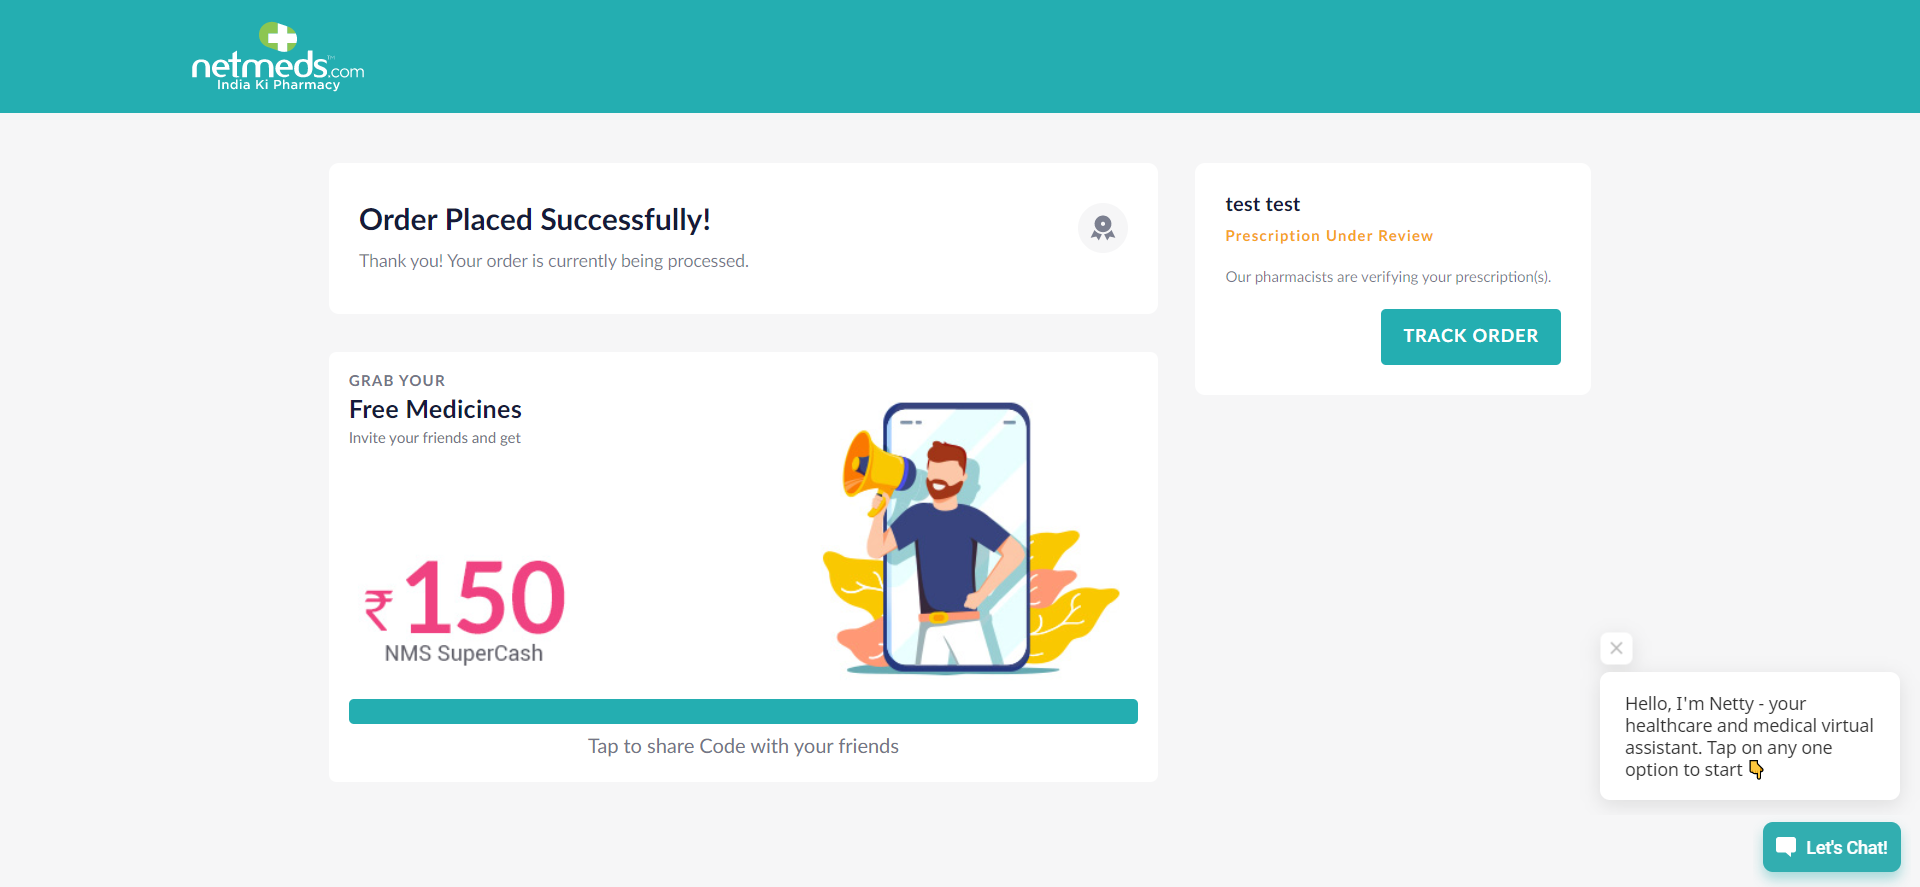 netmeds.com™
India Ki Pharmacy
Order Placed Successfully!
Thank you! Your order is currently being processed.
test test
Prescription Under Review
Our pharmacists are verifying your prescription(s).
TRACK ORDER
GRAB YOUR
Free Medicines
Invite your friends and get
₹150
NMS SuperCash
Tap to share Code with your friends
Hello, I'm Netty - your
healthcare and medical virtual
assistant. Tap on any one
option to start 👇
Let's Chat!